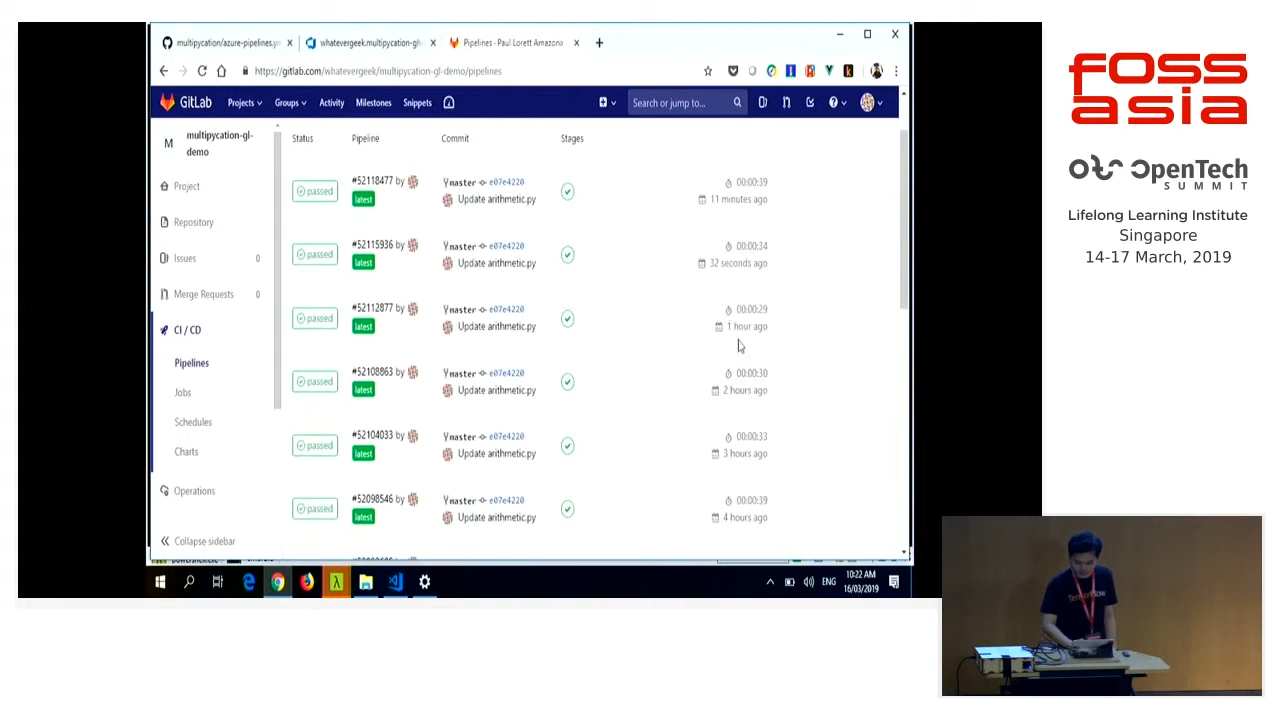 multipycation/azure-pipelines.ym
whatevergeek.multipycation-gh-
Pipelines · Paul Lorett Amazona
https://gitlab.com/whatevergeek/multipycation-gl-demo/pipelines
GitLab Projects Groups Activity Milestones Snippets Search or jump to...
M multipycation-gl-demo
Project
Repository
Issues 0
Merge Requests 0
CI / CD
Pipelines
Jobs
Schedules
Charts
Operations
« Collapse sidebar
Status Pipeline Commit Stages
passed #52118477 by master e07e4220 00:00:39
latest Update arithmetic.py 11 minutes ago
passed #52115936 by master e07e4220 00:00:34
latest Update arithmetic.py 32 seconds ago
passed #52112877 by master e07e4220 00:00:29
latest Update arithmetic.py 1 hour ago
passed #52108863 by master e07e4220 00:00:30
latest Update arithmetic.py 2 hours ago
passed #52104033 by master e07e4220 00:00:33
latest Update arithmetic.py 3 hours ago
passed #52098546 by master e07e4220 00:00:39
latest Update arithmetic.py 4 hours ago
ENG
10:22 AM
16/03/2019
FOSS
asia
OpenTech
SUMMIT
Lifelong Learning Institute
Singapore
14-17 March, 2019
TensorFlow